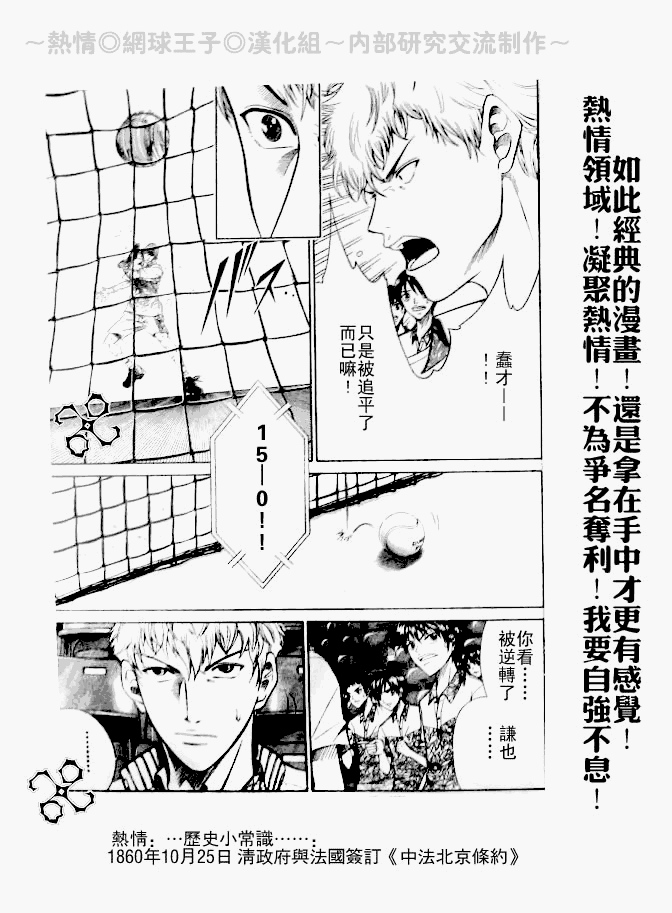 ～熱情◎網球王子◎漢化組～内部研究交流制作～
如此經典的漫畫！還是拿在手中才更有感覺！
熱情領域！凝聚熱情！不為爭名奪利！我要自強不息！
蠢才——
！！
只是被追平了
而已嘛！
15—0！！
你看……
被逆轉了
謙也
……
………
熱情：…歷史小常識……：
1860年10月25日 淸政府與法國簽訂《中法北京條約》